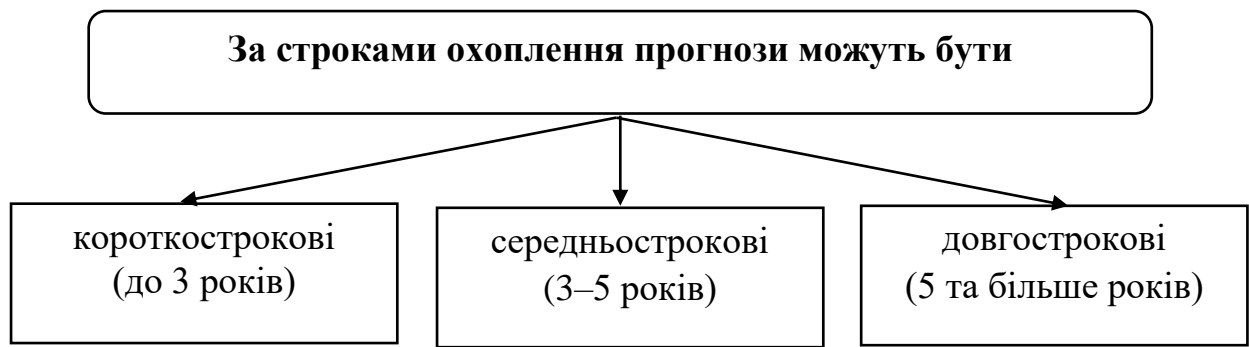 За строками охоплення прогнози можуть бути
короткострокові
(до 3 років)
середньострокові
(3–5 років)
довгострокові
(5 та більше років)